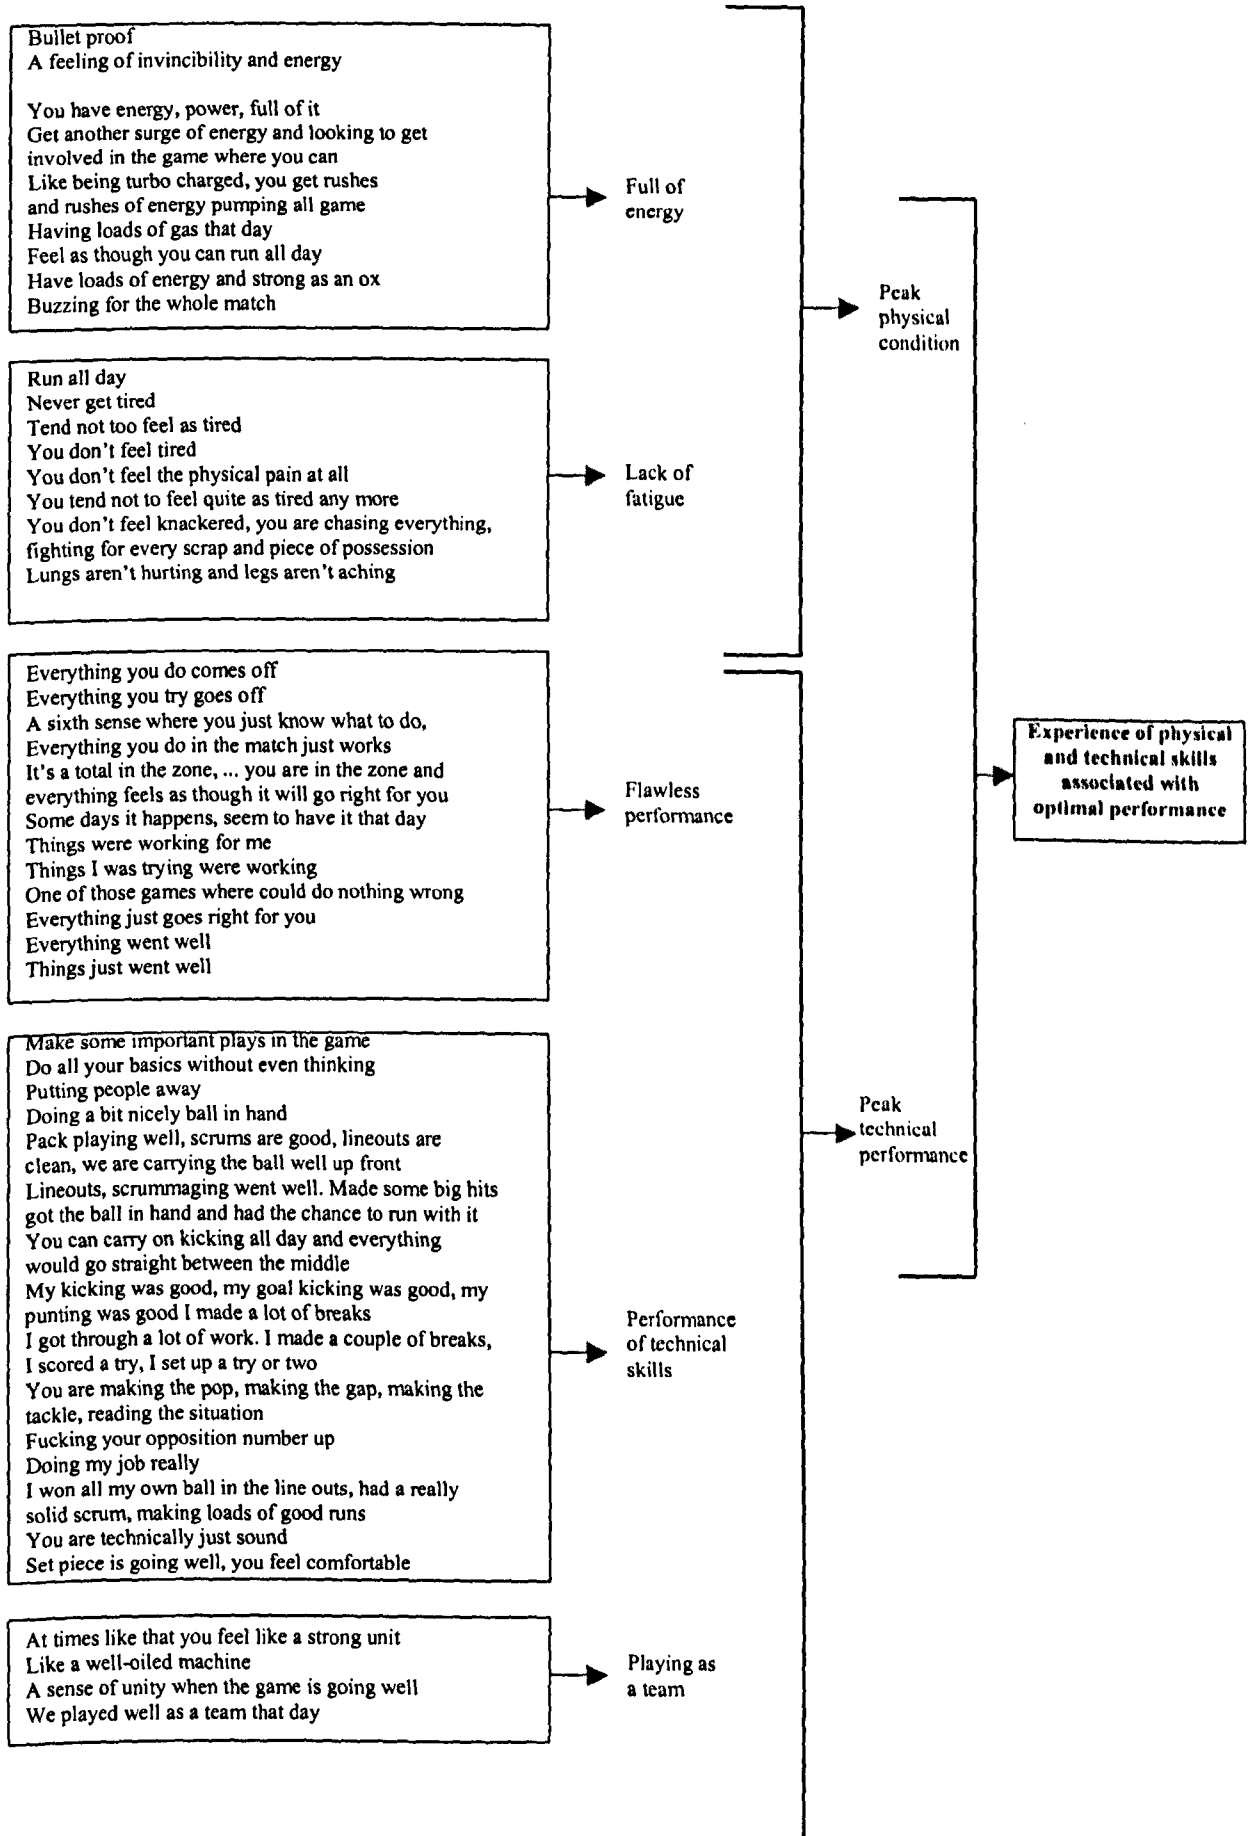 Bullet proof
A feeling of invincibility and energy
You have energy, power, full of it
Get another surge of energy and looking to get
involved in the game where you can
Like being turbo charged, you get rushes
and rushes of energy pumping all game
Having loads of gas that day
Feel as though you can run all day
Have loads of energy and strong as an ox
Buzzing for the whole match
Full of
energy
Run all day
Never get tired
Tend not too feel as tired
You don't feel tired
You don't feel the physical pain at all
You tend not to feel quite as tired any more
You don't feel knackered, you are chasing everything,
fighting for every scrap and piece of possession
Lungs aren't hurting and legs aren't aching
Lack of
fatigue
Peak
physical
condition
Everything you do comes off
Everything you try goes off
A sixth sense where you just know what to do,
Everything you do in the match just works
It's a total in the zone, ... you are in the zone and
everything feels as though it will go right for you
Some days it happens, seem to have it that day
Things were working for me
Things I was trying were working
One of those games where could do nothing wrong
Everything just goes right for you
Everything went well
Things just went well
Flawless
performance
Make some important plays in the game
Do all your basics without even thinking
Putting people away
Doing a bit nicely ball in hand
Pack playing well, scrums are good, lineouts are
clean, we are carrying the ball well up front
Lineouts, scrummaging went well. Made some big hits
got the ball in hand and had the chance to run with it
You can carry on kicking all day and everything
would go straight between the middle
My kicking was good, my goal kicking was good, my
punting was good I made a lot of breaks
I got through a lot of work. I made a couple of breaks,
I scored a try, I set up a try or two
You are making the pop, making the gap, making the
tackle, reading the situation
Fucking your opposition number up
Doing my job really
I won all my own ball in the line outs, had a really
solid scrum, making loads of good runs
You are technically just sound
Set piece is going well, you feel comfortable
Performance
of technical
skills
At times like that you feel like a strong unit
Like a well-oiled machine
A sense of unity when the game is going well
We played well as a team that day
Playing as
a team
Peak
technical
performance
Experience of physical
and technical skills
associated with
optimal performance